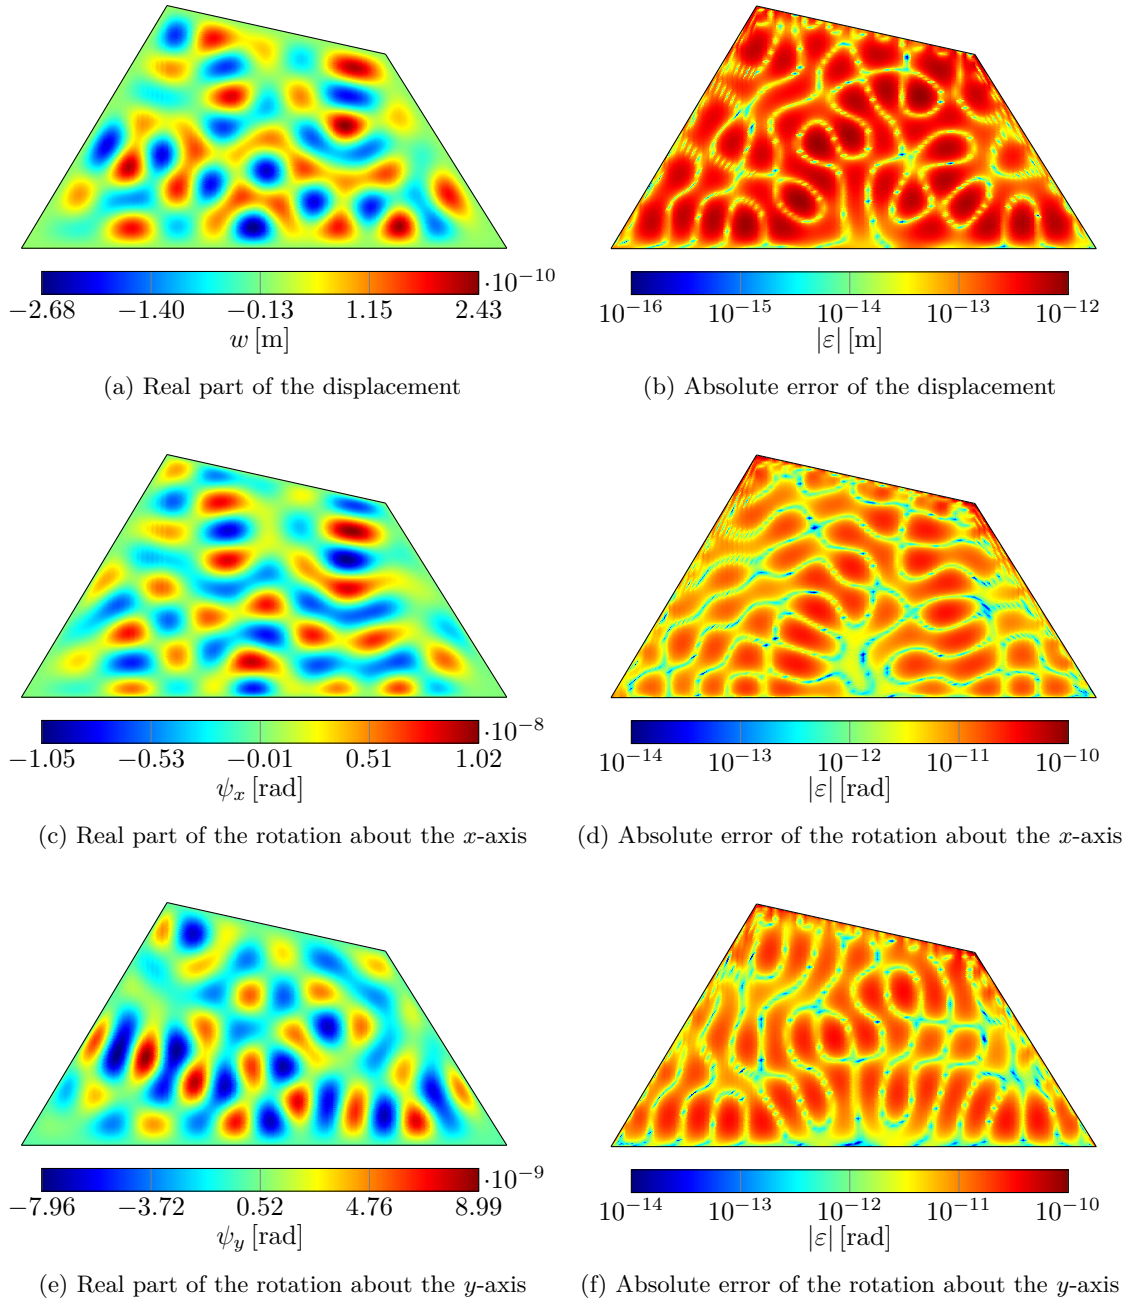 −2.68 −1.40 −0.13 1.15 2.43 ·10−10
w [m]
10−16 10−15 10−14 10−13 10−12
|ε| [m]
(a) Real part of the displacement
(b) Absolute error of the displacement
−1.05 −0.53 −0.01 0.51 1.02 ·10−8
ψx [rad]
10−14 10−13 10−12 10−11 10−10
|ε| [rad]
(c) Real part of the rotation about the x-axis
(d) Absolute error of the rotation about the x-axis
−7.96 −3.72 0.52 4.76 8.99 ·10−9
ψy [rad]
10−14 10−13 10−12 10−11 10−10
|ε| [rad]
(e) Real part of the rotation about the y-axis
(f) Absolute error of the rotation about the y-axis